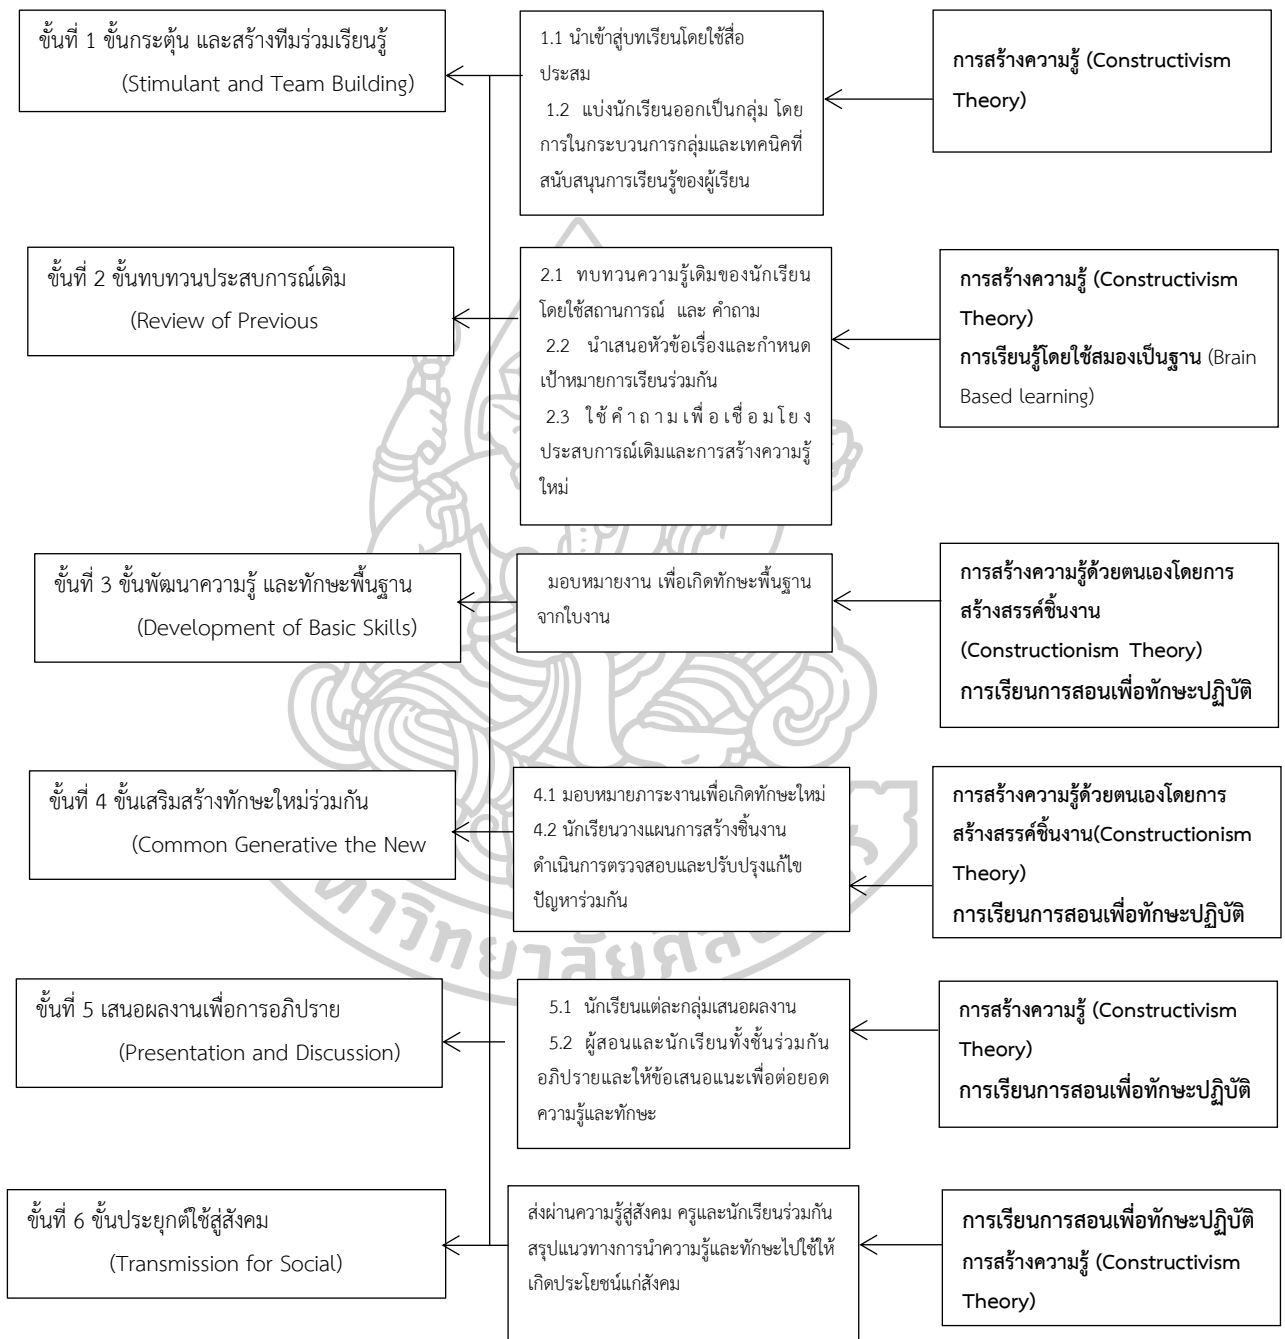 ขั้นที่ 1 ขั้นกระตุ้น และสร้างทีมร่วมเรียนรู้
(Stimulant and Team Building)
1.1 นำเข้าสู่บทเรียนโดยใช้สื่อ
ประสม
1.2 แบ่งนักเรียนออกเป็นกลุ่ม โดย
การในกระบวนการกลุ่มและเทคนิคที่
สนับสนุนการเรียนรู้ของผู้เรียน
การสร้างความรู้ (Constructivism
Theory)
ขั้นที่ 2 ขั้นทบทวนประสบการณ์เดิม
(Review of Previous
2.1 ทบทวนความรู้เดิมของนักเรียน
โดยใช้สถานการณ์ และ คำถาม
2.2 นำเสนอหัวข้อเรื่องและกำหนด
เป้าหมายการเรียนร่วมกัน
2.3 ใช้คำถามเพื่อเชื่อมโยง
ประสบการณ์เดิมและการสร้างความรู้
ใหม่
การสร้างความรู้ (Constructivism
Theory)
การเรียนรู้โดยใช้สมองเป็นฐาน (Brain
Based learning)
ขั้นที่ 3 ขั้นพัฒนาความรู้ และทักษะพื้นฐาน
(Development of Basic Skills)
มอบหมายงาน เพื่อเกิดทักษะพื้นฐาน
จากใบงาน
การสร้างความรู้ด้วยตนเองโดยการ
สร้างสรรค์ชิ้นงาน
(Constructionism Theory)
การเรียนการสอนเพื่อทักษะปฏิบัติ
ขั้นที่ 4 ขั้นเสริมสร้างทักษะใหม่ร่วมกัน
(Common Generative the New
4.1 มอบหมายภาระงานเพื่อเกิดทักษะใหม่
4.2 นักเรียนวางแผนการสร้างชิ้นงาน
ดำเนินการตรวจสอบและปรับปรุงแก้ไข
ปัญหาร่วมกัน
การสร้างความรู้ด้วยตนเองโดยการ
สร้างสรรค์ชิ้นงาน(Constructionism
Theory)
การเรียนการสอนเพื่อทักษะปฏิบัติ
ขั้นที่ 5 เสนอผลงานเพื่อการอภิปราย
(Presentation and Discussion)
5.1 นักเรียนแต่ละกลุ่มเสนอผลงาน
5.2 ผู้สอนและนักเรียนทั้งชั้นร่วมกัน
อภิปรายและให้ข้อเสนอแนะเพื่อต่อยอด
ความรู้และทักษะ
การสร้างความรู้ (Constructivism
Theory)
การเรียนการสอนเพื่อทักษะปฏิบัติ
ขั้นที่ 6 ขั้นประยุกต์ใช้สู่สังคม
(Transmission for Social)
ส่งผ่านความรู้สู่สังคม ครูและนักเรียนร่วมกัน
สรุปแนวทางการนำความรู้และทักษะไปใช้ให้
เกิดประโยชน์แก่สังคม
การเรียนการสอนเพื่อทักษะปฏิบัติ
การสร้างความรู้ (Constructivism
Theory)